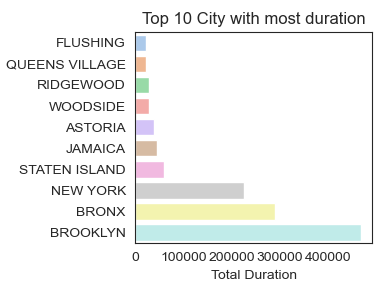 Top 10 City with most duration
FLUSHING
QUEENS VILLAGE
RIDGEWOOD
WOODSIDE
ASTORIA
JAMAICA
STATEN ISLAND
NEW YORK
BRONX
BROOKLYN
0 100000 200000 300000 400000
Total Duration